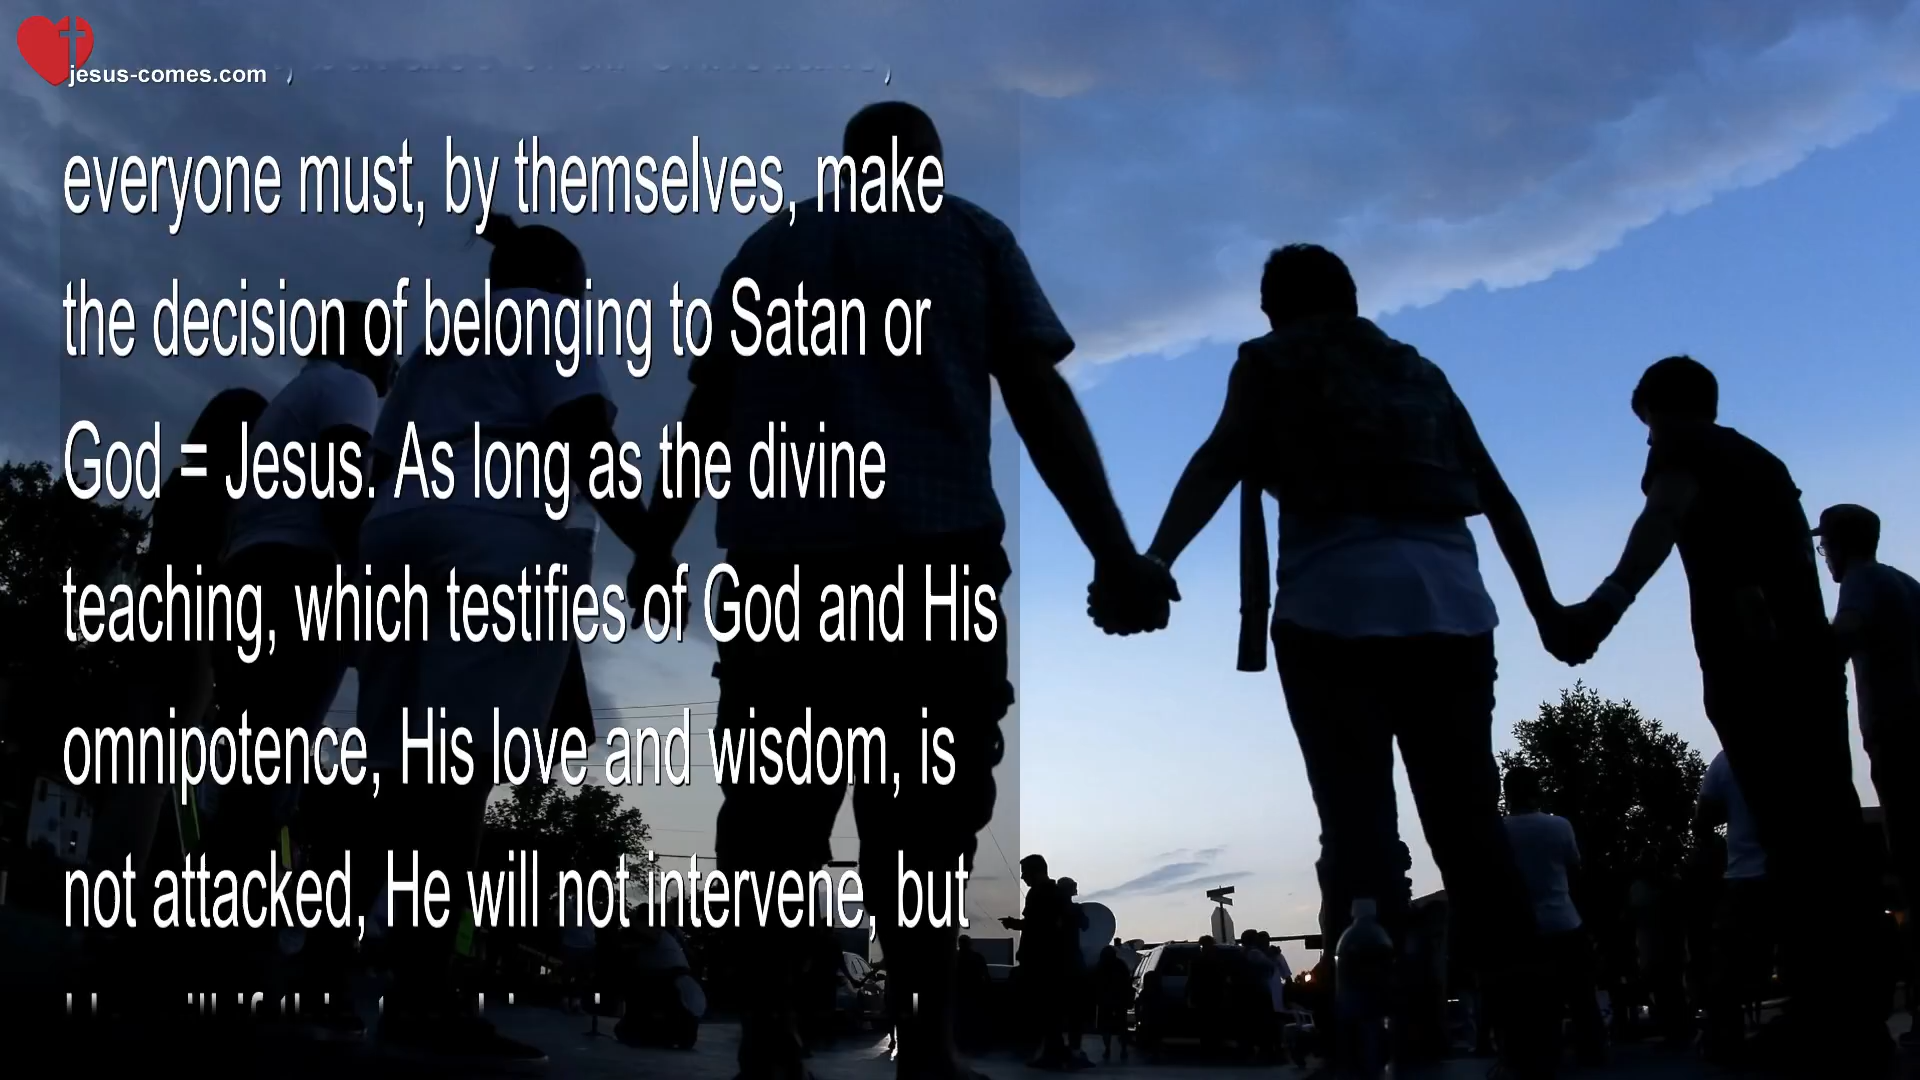 jesus-comes.com
everyone must, by themselves, make
the decision of belonging to Satan or
God = Jesus. As long as the divine
teaching, which testifies of God and His
omnipotence, His love and wisdom, is
not attacked, He will not intervene, but